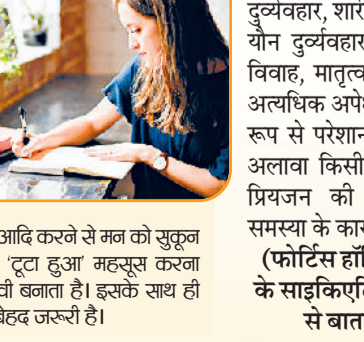 आदि करने से मन को सुकून
‘टूटा हुआ’ महसूस करना
वी बनाता है। इसके साथ ही
बेहद जरूरी है।
दुर्व्यवहार, शारी
यौन दुर्व्यवहार
विवाह, मातृत्व
अत्यधिक अपे
रूप से परेशान
अलावा किसी
प्रियजन की
समस्या के का
(फोर्टिस हॉ
के साइकिए
से बात